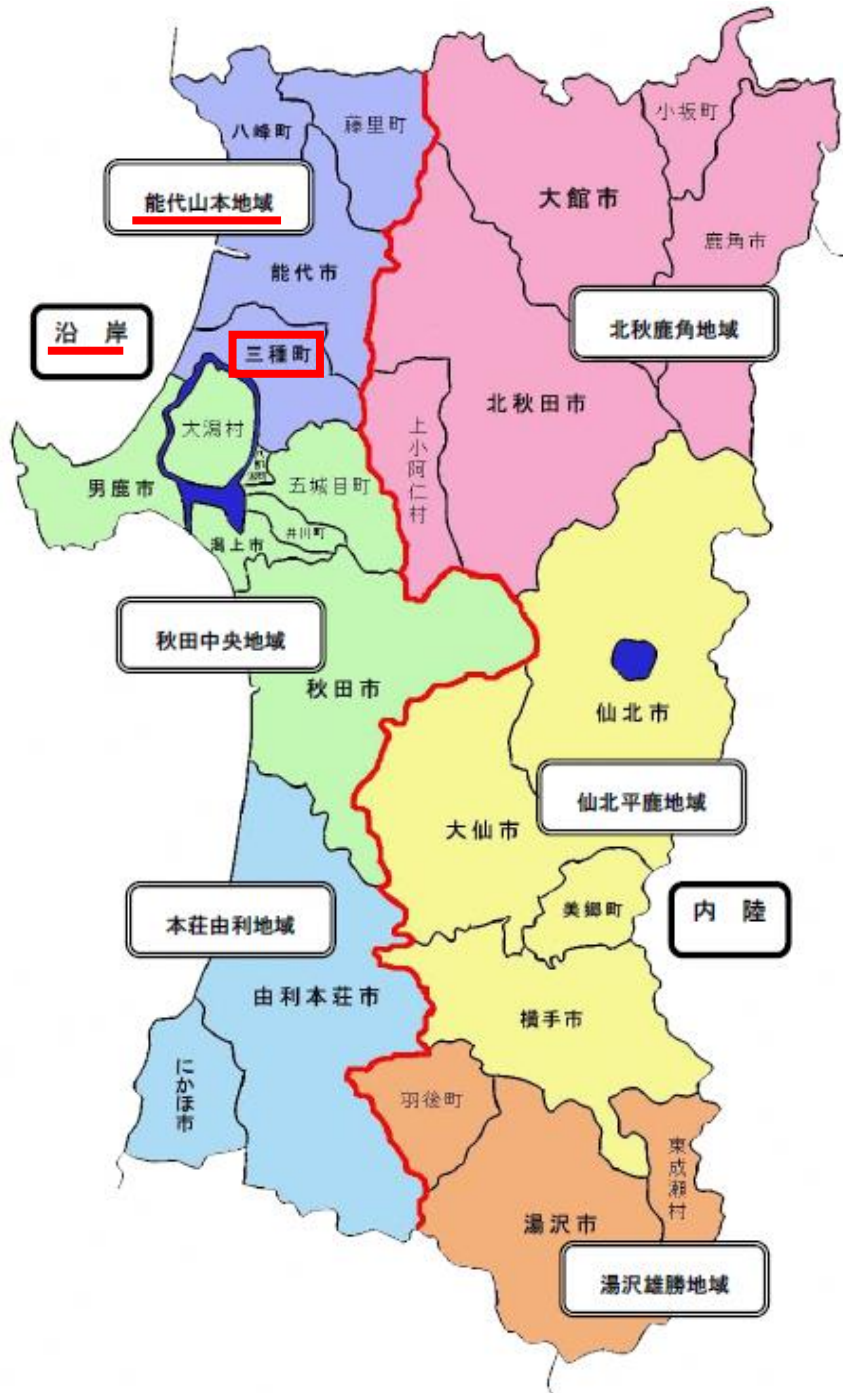 八峰町
藤里町
小坂町
能代山本地域
大館市
鹿角市
能代市
沿 岸
北秋鹿角地域
三種町
北秋田市
大潟村
上小阿仁村
男鹿市
五城目町
井川町
潟上市
秋田中央地域
秋田市
仙北市
仙北平鹿地域
大仙市
美郷町
内 陸
本荘由利地域
由利本荘市
横手市
にかほ市
羽後町
東成瀬村
湯沢市
湯沢雄勝地域